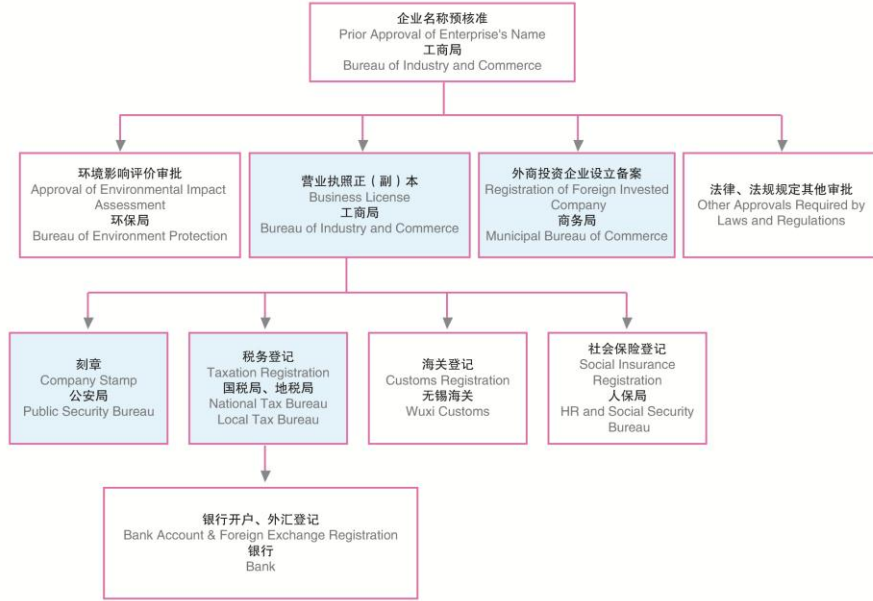 企业名称预核准
Prior Approval of Enterprise's Name
工商局
Bureau of Industry and Commerce
环境影响评价审批
Approval of Environmental Impact
Assessment
环保局
Bureau of Environment Protection
营业执照正（副）本
Business License
工商局
Bureau of Industry and Commerce
外商投资企业设立备案
Registration of Foreign Invested
Company
商务局
Municipal Bureau of Commerce
法律、法规规定其他审批
Other Approvals Required by
Laws and Regulations
刻章
Company Stamp
公安局
Public Security Bureau
税务登记
Taxation Registration
国税局、地税局
National Tax Bureau
Local Tax Bureau
海关登记
Customs Registration
无锡海关
Wuxi Customs
社会保险登记
Social Insurance
Registration
人保局
HR and Social Security
Bureau
银行开户、外汇登记
Bank Account & Foreign Exchange Registration
银行
Bank